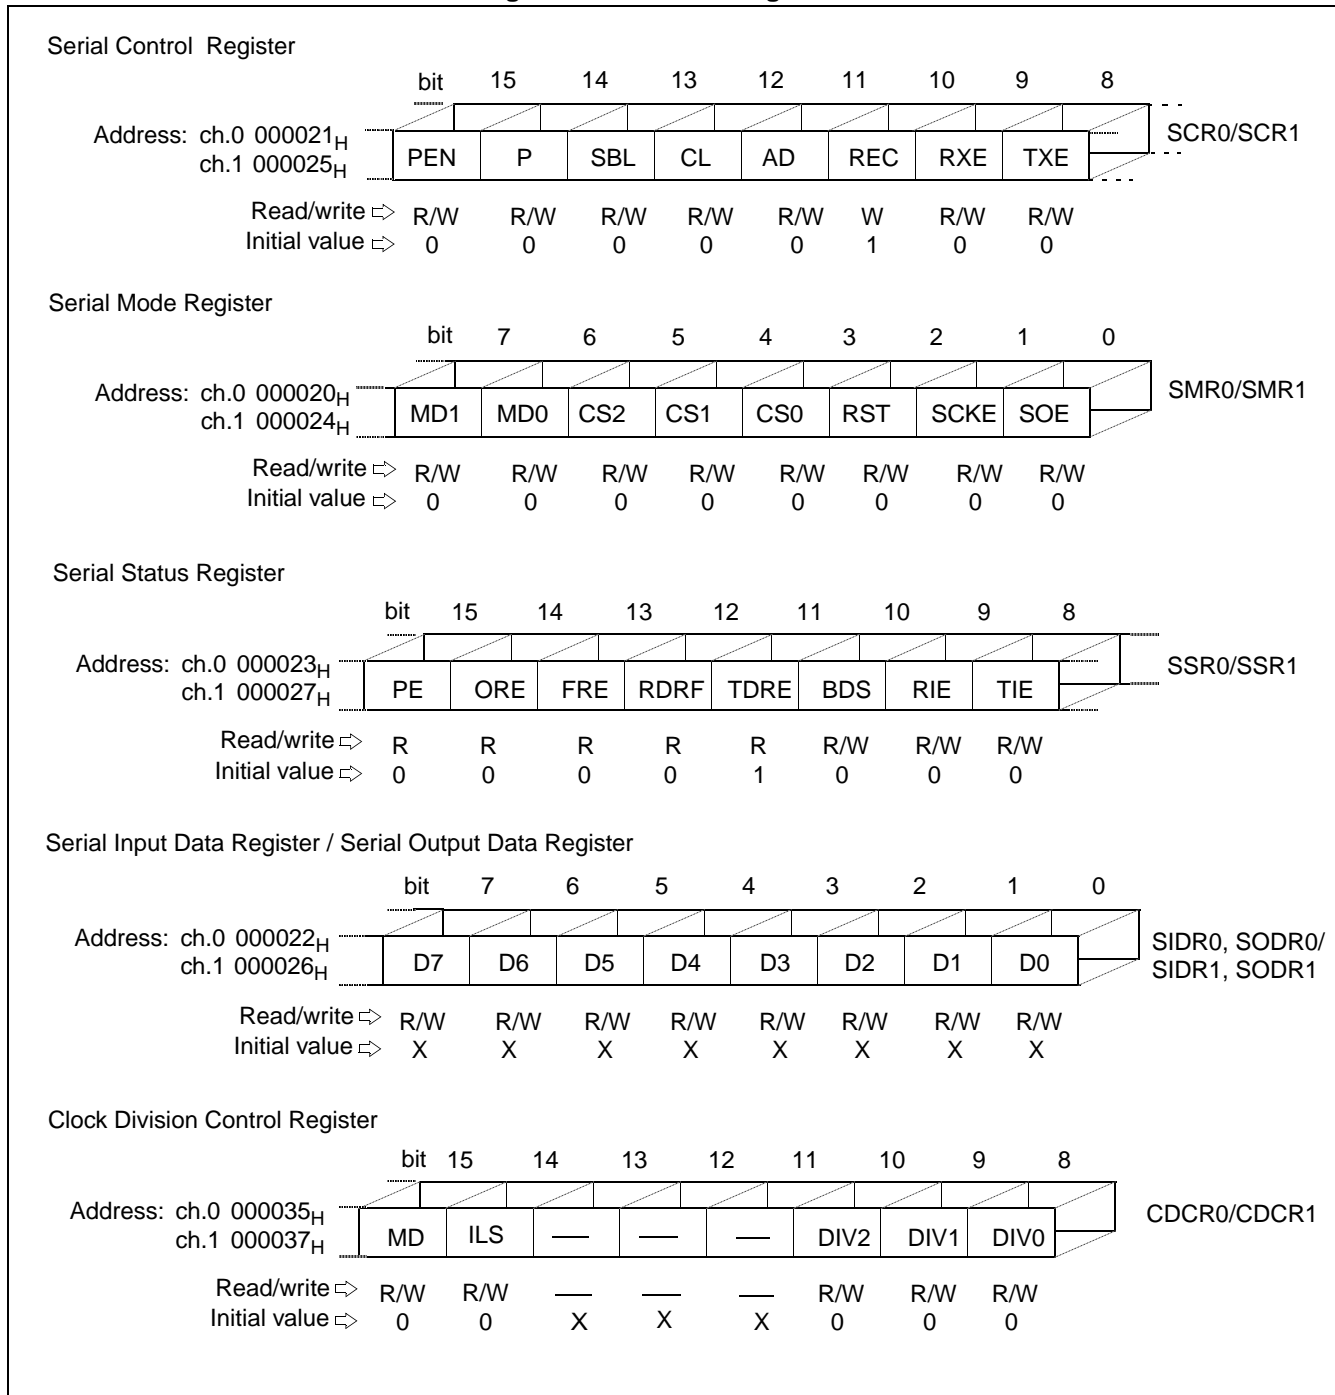 Serial Control Register
bit 15 14 13 12 11 10 9 8
Address: ch.0 000021H
ch.1 000025H
PEN P SBL CL AD REC RXE TXE
SCR0/SCR1
Read/write ⇨ R/W R/W R/W R/W R/W W R/W R/W
Initial value ⇨ 0 0 0 0 0 1 0 0
Serial Mode Register
bit 7 6 5 4 3 2 1 0
Address: ch.0 000020H
ch.1 000024H
MD1 MD0 CS2 CS1 CS0 RST SCKE SOE
SMR0/SMR1
Read/write ⇨ R/W R/W R/W R/W R/W R/W R/W R/W
Initial value ⇨ 0 0 0 0 0 0 0 0
Serial Status Register
bit 15 14 13 12 11 10 9 8
Address: ch.0 000023H
ch.1 000027H
PE ORE FRE RDRF TDRE BDS RIE TIE
SSR0/SSR1
Read/write ⇨ R R R R R R/W R/W R/W
Initial value ⇨ 0 0 0 0 1 0 0 0
Serial Input Data Register / Serial Output Data Register
bit 7 6 5 4 3 2 1 0
Address: ch.0 000022H
ch.1 000026H
D7 D6 D5 D4 D3 D2 D1 D0
SIDR0, SODR0/
SIDR1, SODR1
Read/write ⇨ R/W R/W R/W R/W R/W R/W R/W R/W
Initial value ⇨ X X X X X X X X
Clock Division Control Register
bit 15 14 13 12 11 10 9 8
Address: ch.0 000035H
ch.1 000037H
MD ILS — — — DIV2 DIV1 DIV0
CDCR0/CDCR1
Read/write ⇨ R/W R/W — — — R/W R/W R/W
Initial value ⇨ 0 0 X X X 0 0 0